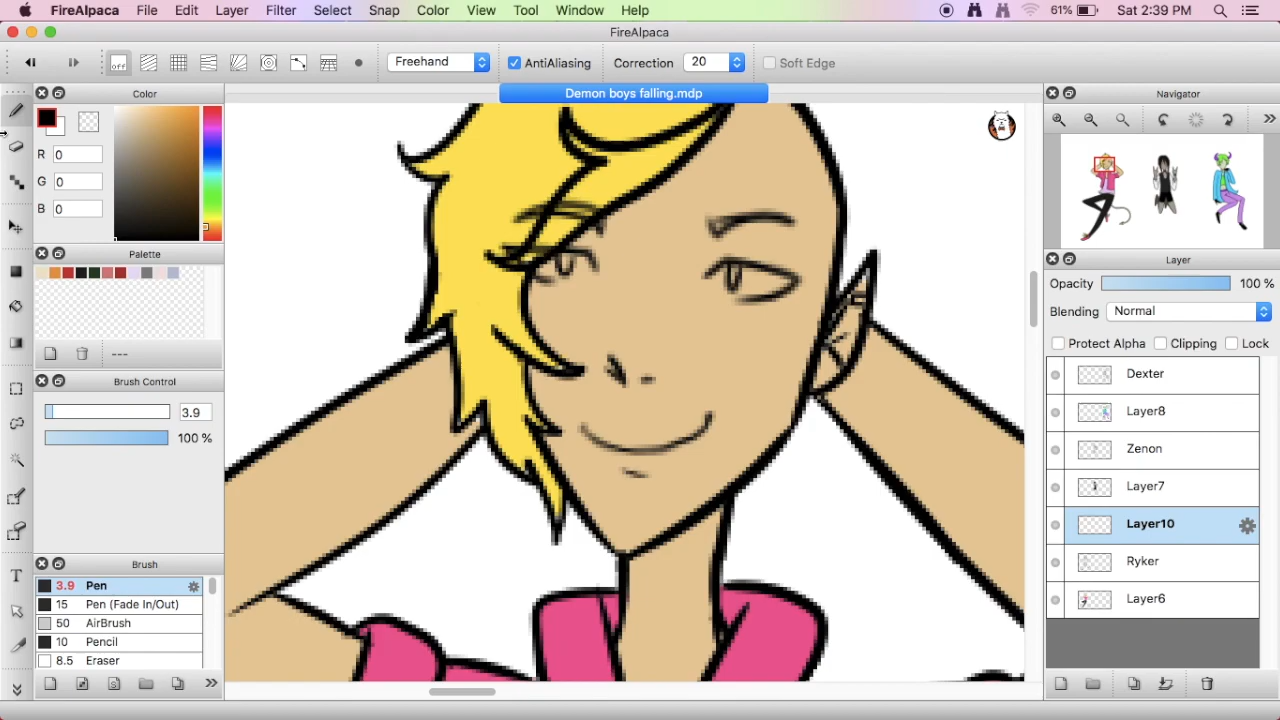 FireAlpaca File Edit Layer Filter Select Snap Color View Tool Window Help 61% Sat 2:39 PM
FireAlpaca
off Freehand AntiAliasing Correction 20 Soft Edge
Color
R 0
G 0
B 0
Palette
---
Brush Control
3.9
100 %
Brush
3.9 Pen
15 Pen (Fade In/Out)
50 AirBrush
10 Pencil
8.5 Eraser
T
Demon boys falling.mdp
Navigator
Layer
Opacity 100 %
Blending Normal
Protect Alpha Clipping Lock
Dexter
Layer8
Zenon
Layer7
Layer10
Ryker
Layer6